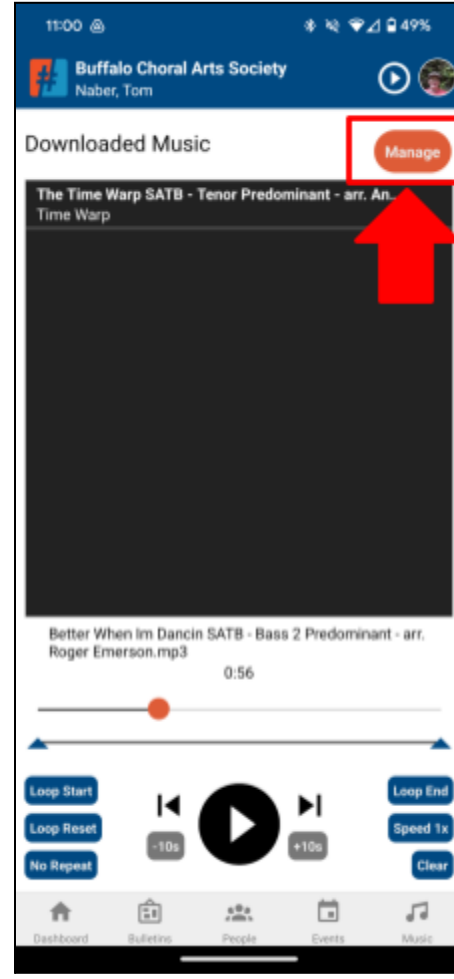 11:00
49%
Buffalo Choral Arts Society
Naber, Tom
Downloaded Music
Manage
The Time Warp SATB - Tenor Predominant - arr. An..
Time Warp
Better When Im Dancin SATB - Bass 2 Predominant - arr.
Roger Emerson.mp3
0:56
Loop Start
Loop End
Loop Reset
-10s
+10s
Speed 1x
No Repeat
Clear
Dashboard
Bulletins
People
Events
Music